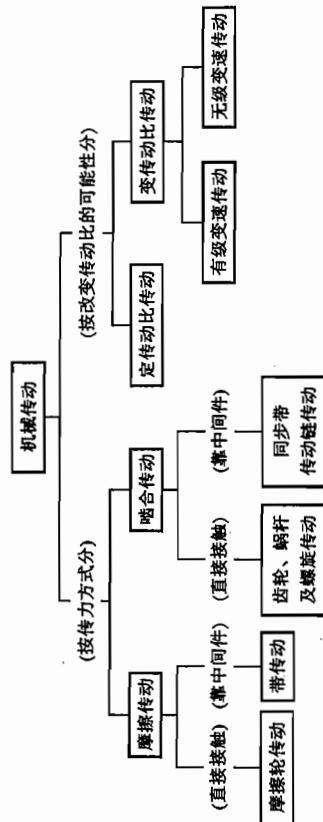 机械传动
(按传力方式分)
(按改变传动比的可能性分)
摩擦传动
啮合传动
定传动比传动
变传动比传动
(直接接触)
(靠中间件)
(直接接触)
(靠中间件)
有级变速传动
无级变速传动
摩擦轮传动
带传动
齿轮、蜗杆
及螺旋传动
同步带
传动链传动